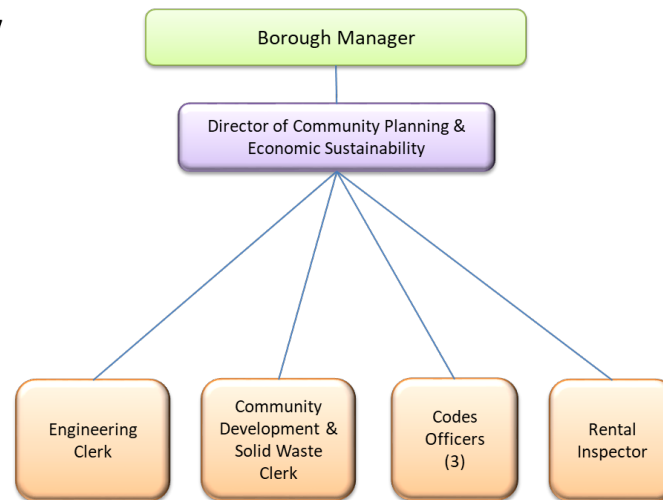 Borough Manager
Director of Community Planning &
Economic Sustainability
Engineering
Clerk
Community
Development &
Solid Waste
Clerk
Codes
Officers
(3)
Rental
Inspector